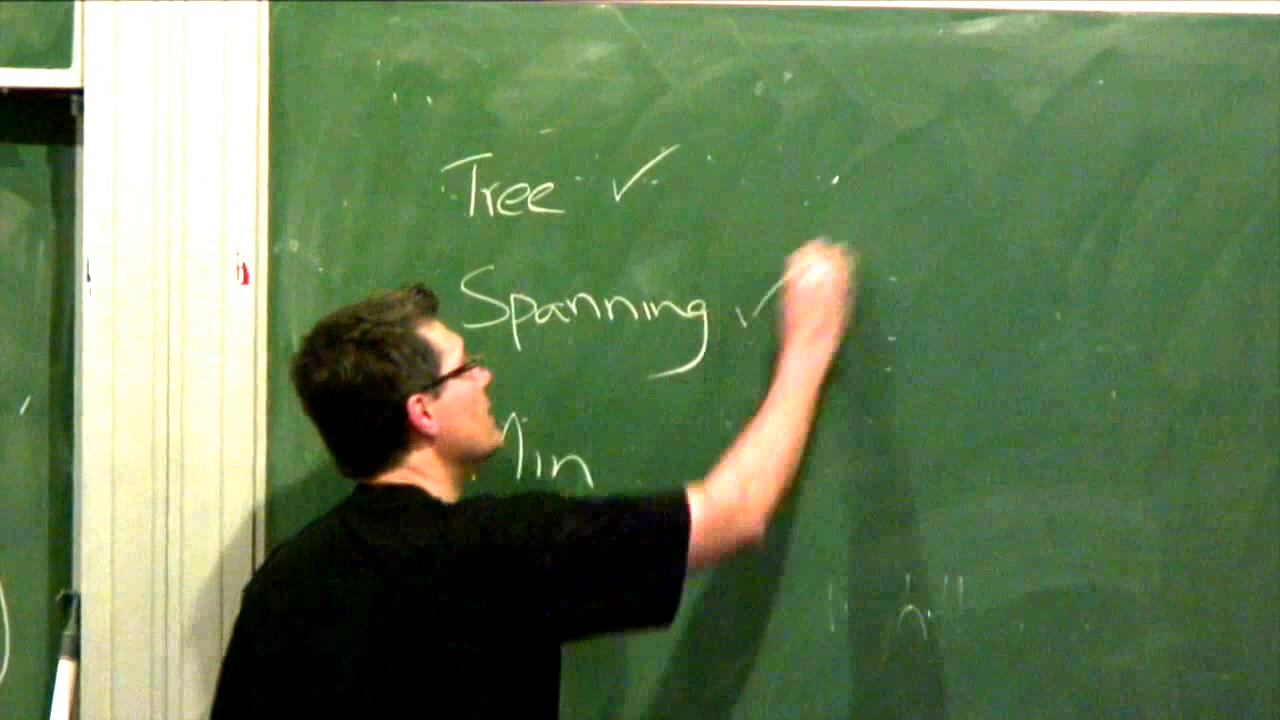 Tree ✓
Spanning ✓
Min